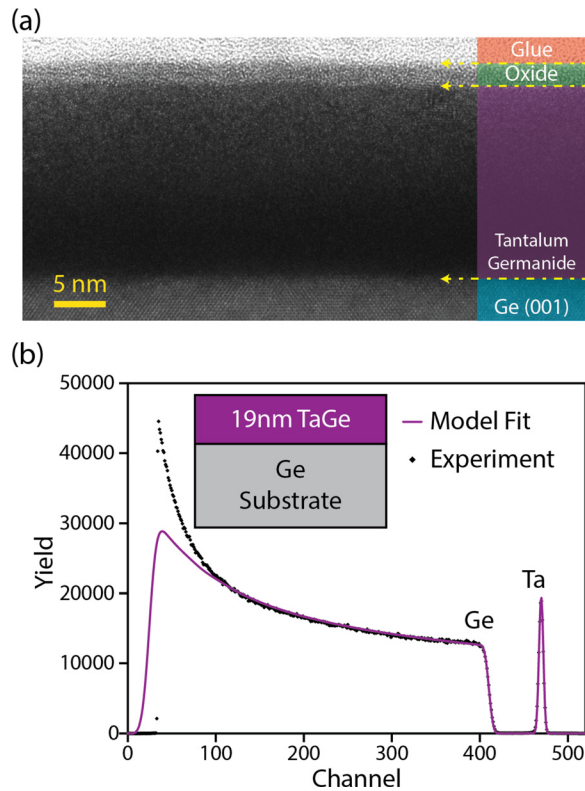 (a)
Glue
Oxide
Tantalum
Germanide
5 nm
Ge (001)
(b)
50000
40000
30000
20000
10000
0
Yield
19nm TaGe
Ge
Substrate
Model Fit
Experiment
Ge
Ta
0
100
200
300
400
500
Channel